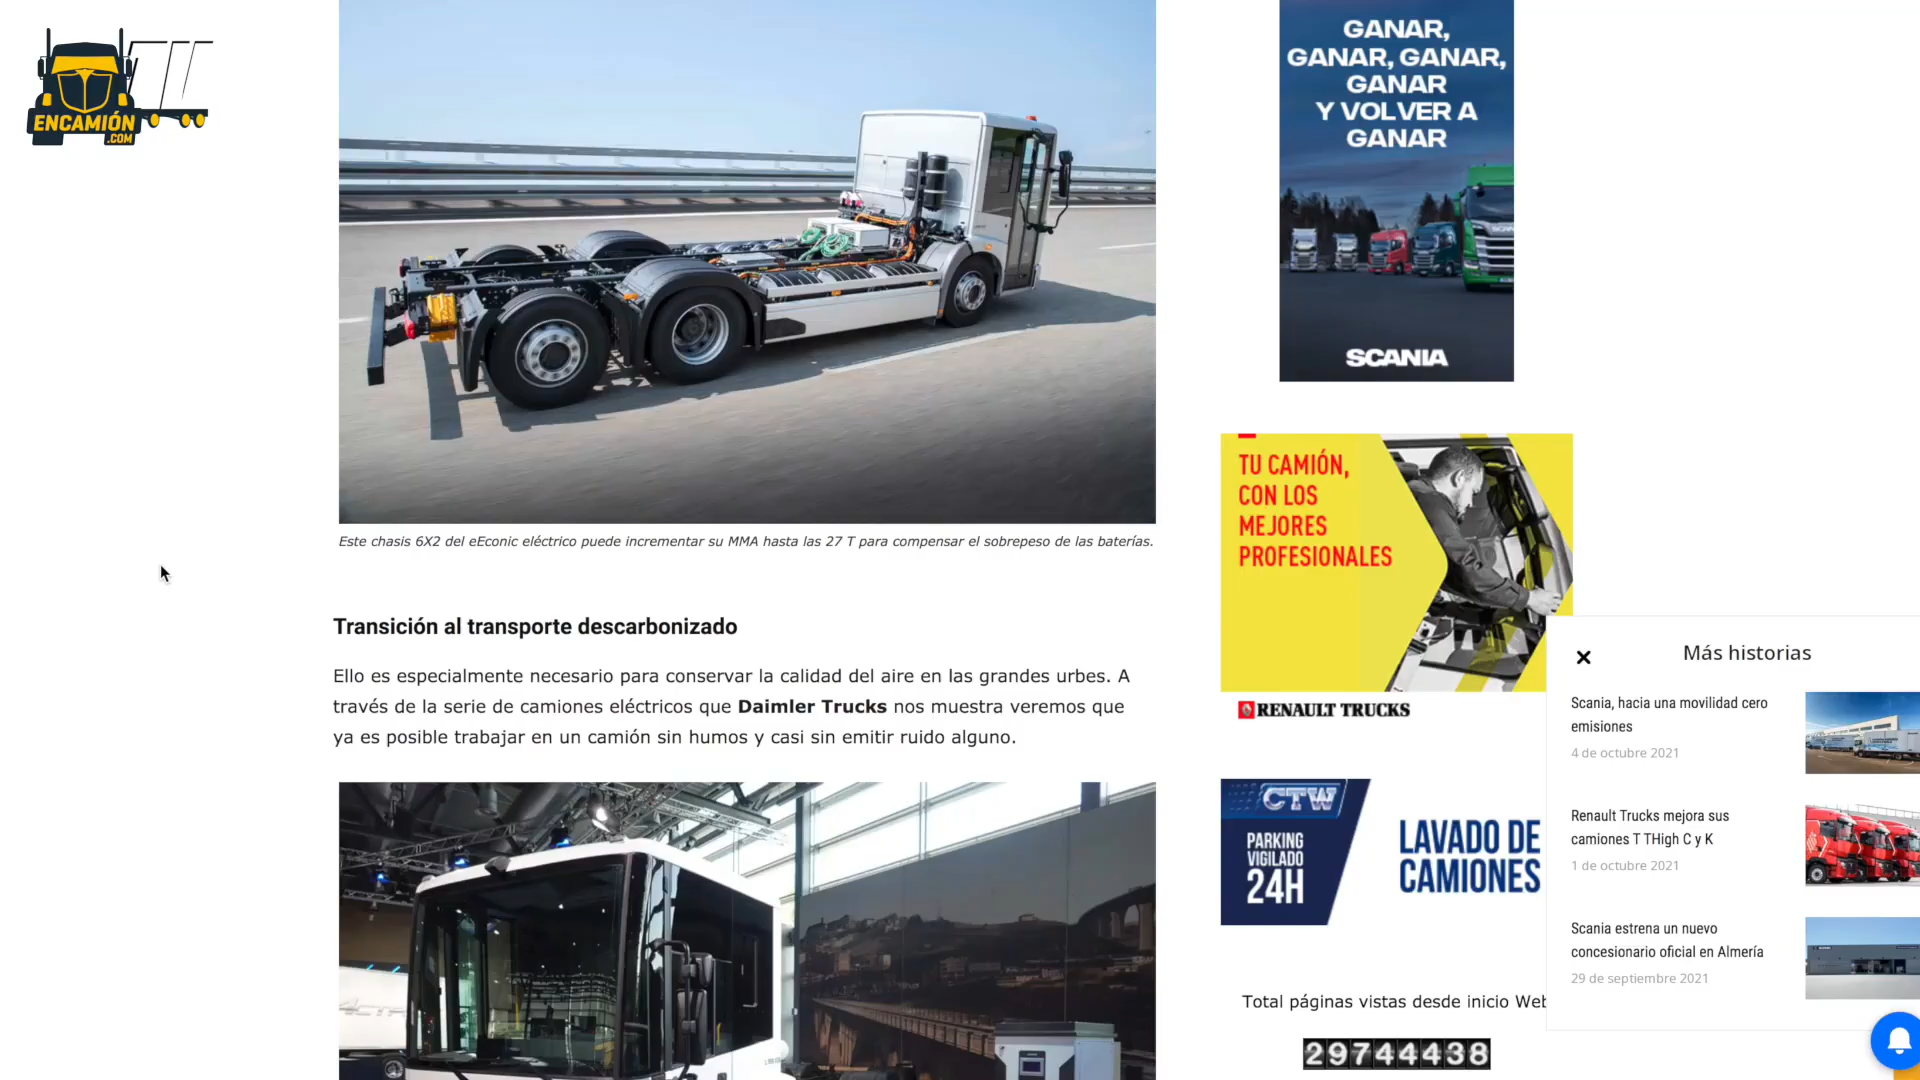 ENCAMIÓN
.COM
GANAR,
GANAR, GANAR,
GANAR
Y VOLVER A
GANAR
SCANIA
Este chasis 6X2 del eEconic eléctrico puede incrementar su MMA hasta las 27 T para compensar el sobrepeso de las baterías.
TU CAMIÓN,
CON LOS
MEJORES
PROFESIONALES
RENAULT TRUCKS
Transición al transporte descarbonizado
Ello es especialmente necesario para conservar la calidad del aire en las grandes urbes. A
través de la serie de camiones eléctricos que Daimler Trucks nos muestra veremos que
ya es posible trabajar en un camión sin humos y casi sin emitir ruido alguno.
CTW
PARKING
VIGILADO
24H
LAVADO DE
CAMIONES
Total páginas vistas desde inicio Web
29744438
Más historias
Scania, hacia una movilidad cero
emisiones
4 de octubre 2021
Renault Trucks mejora sus
camiones T THigh C y K
1 de octubre 2021
Scania estrena un nuevo
concesionario oficial en Almería
29 de septiembre 2021